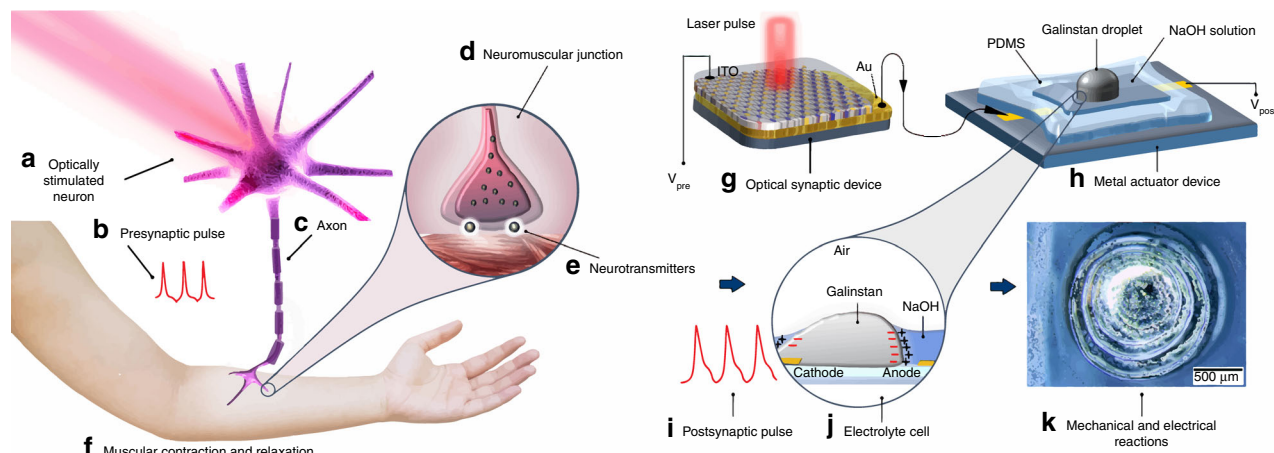 a Optically
stimulated
neuron
b Presynaptic pulse
c Axon
d Neuromuscular junction
e Neurotransmitters
f Muscular contraction and relaxation
Laser pulse
ITO
Au
V pre
g Optical synaptic device
PDMS
Galinstan droplet
NaOH solution
V pos
h Metal actuator device
i Postsynaptic pulse
Air
Galinstan
NaOH
Cathode
Anode
j Electrolyte cell
500 μm
k Mechanical and electrical
reactions